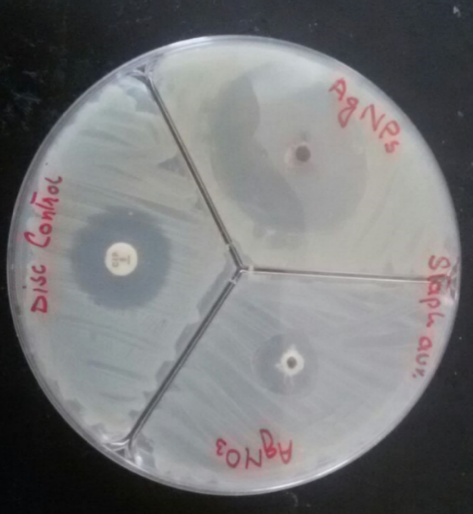 AgNPs
Disc Control
Staph aur.
AgNO3